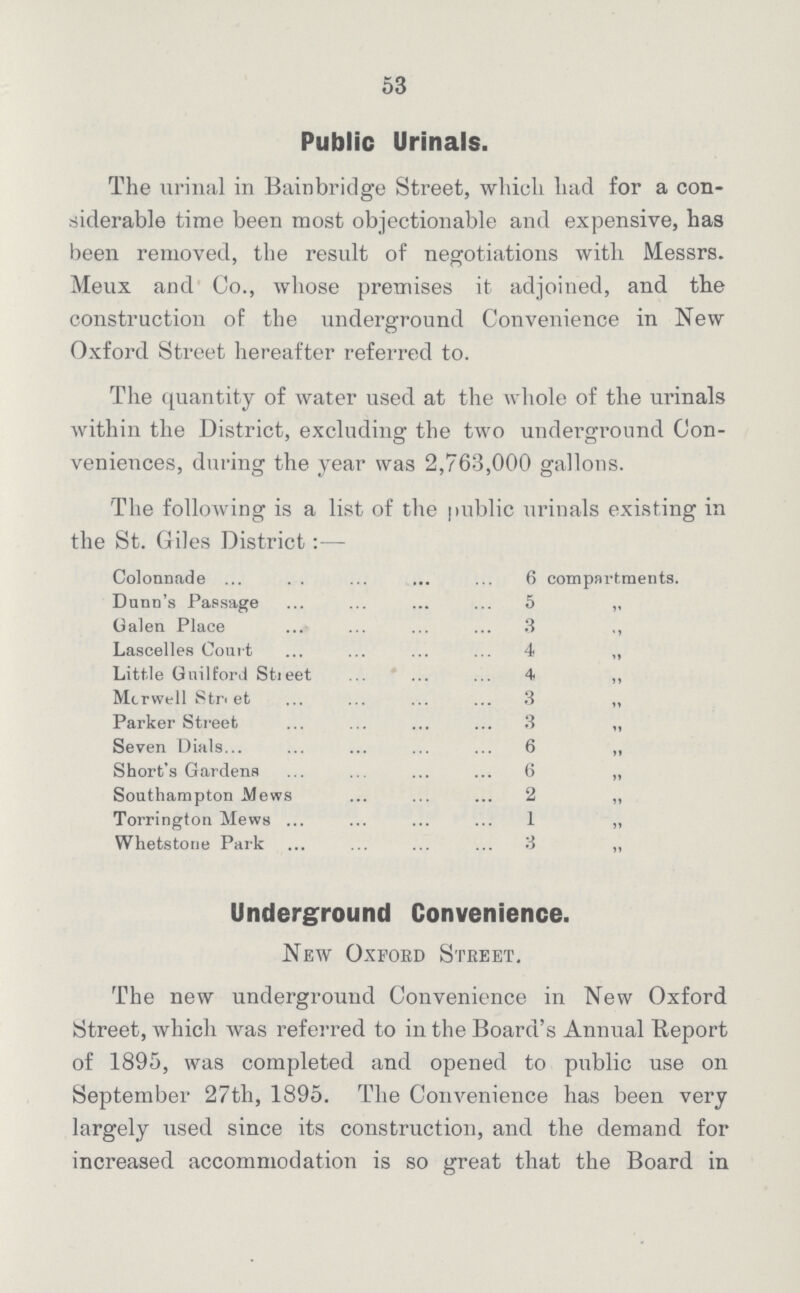 53
Public Urinals.
The urinal in Bainbridge Street, which had for a con-
siderable time been most objectionable and expensive, has
been removed, the result of negotiations with Messrs.
Meux and Co., whose premises it adjoined, and the
construction of the underground Convenience in New
Oxford Street hereafter referred to.
The quantity of water used at the whole of the urinals
within the District, excluding the two underground Con-
veniences, during the year was 2,763,000 gallons.
The following is a list of the public urinals existing in
the St. Giles District :—
Colonnade ... . . ... ... ... 6 compartments.
Dunn's Passage ... ... ... ... 5 „
Galen Place ... ... ... ... 3 „
Lascelles Court ... ... ... ... 4 „
Little Guilford Street ... ... ... 4 „
Morwell Street ... ... ... ... 3 „
Parker Street ... ... ... ... 3 „
Seven Dials... ... ... ... ... 6 „
Short's Gardens ... ... ... ... 6 „
Southampton Mews ... ... ... 2 „
Torrington Mews ... ... ... ... 1 „
Whetstone Park ... ... ... ... 3 „
Underground Convenience.
New Oxford Street.
The new underground Convenience in New Oxford
Street, which was referred to in the Board's Annual Report
of 1895, was completed and opened to public use on
September 27th, 1895. The Convenience has been very
largely used since its construction, and the demand for
increased accommodation is so great that the Board in